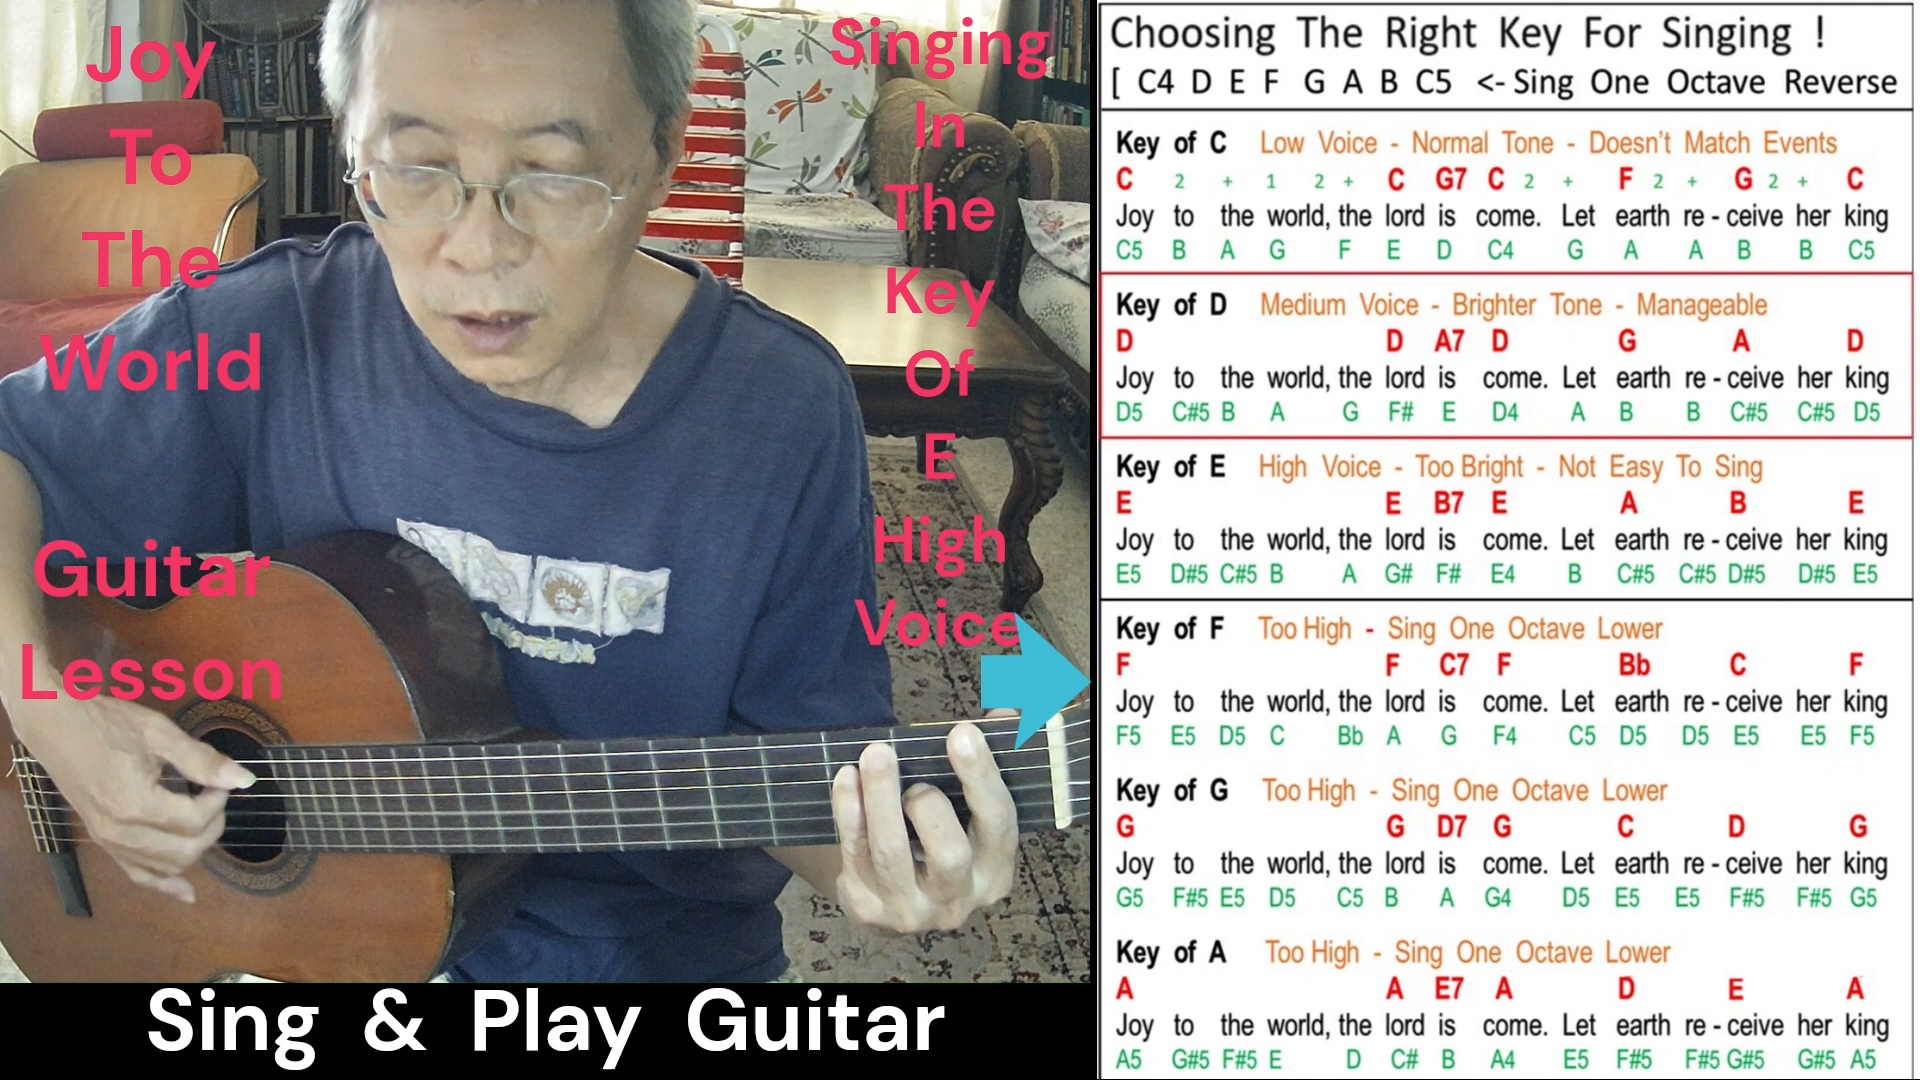 Joy
To
The
World
Guitar
Lesson
Singing
In
The
Key
Of
E
High
Voice
Sing & Play Guitar
Choosing The Right Key For Singing !
[ C4 D E F G A B C5 <- Sing One Octave Reverse
Key of C Low Voice - Normal Tone - Doesn't Match Events
C 2 + 1 2 + C G7 C 2 + F 2 + G 2 + C
Joy to the world, the lord is come. Let earth re - ceive her king
C5 B A G F E D C4 G A A B B C5
Key of D Medium Voice - Brighter Tone - Manageable
D D A7 D G A D
Joy to the world, the lord is come. Let earth re - ceive her king
D5 C#5 B A G F# E D4 A B B C#5 C#5 D5
Key of E High Voice - Too Bright - Not Easy To Sing
E E B7 E A B E
Joy to the world, the lord is come. Let earth re - ceive her king
E5 D#5 C#5 B A G# F# E4 B C#5 C#5 D#5 D#5 E5
Key of F Too High - Sing One Octave Lower
F F C7 F Bb C F
Joy to the world, the lord is come. Let earth re - ceive her king
F5 E5 D5 C Bb A G F4 C5 D5 D5 E5 E5 F5
Key of G Too High - Sing One Octave Lower
G G D7 G C D G
Joy to the world, the lord is come. Let earth re - ceive her king
G5 F#5 E5 D5 C5 B A G4 D5 E5 E5 F#5 F#5 G5
Key of A Too High - Sing One Octave Lower
A A E7 A D E A
Joy to the world, the lord is come. Let earth re - ceive her king
A5 G#5 F#5 E D C# B A4 E5 F#5 F#5 G#5 G#5 A5